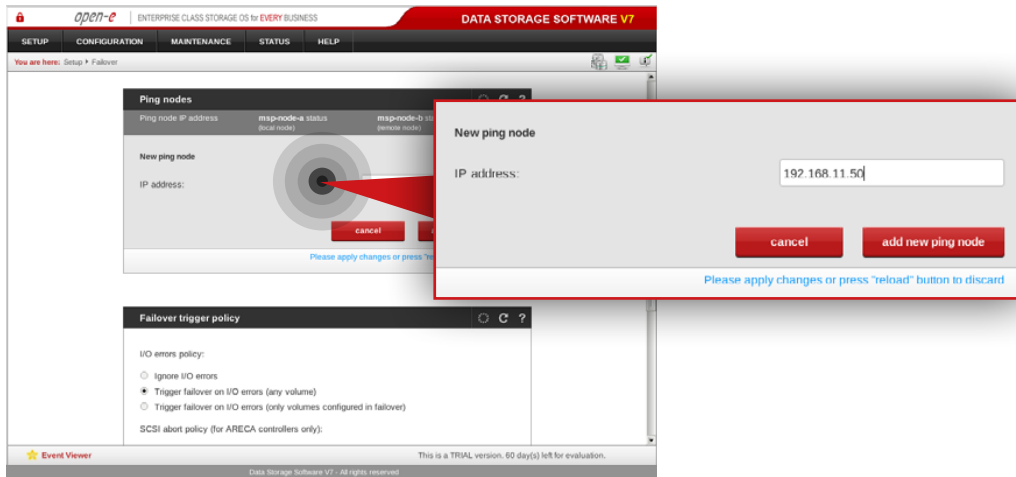 open-e ENTERPRISE CLASS STORAGE OS for EVERY BUSINESS DATA STORAGE SOFTWARE V7
SETUP CONFIGURATION MAINTENANCE STATUS HELP
You are here: Setup Failover
Ping nodes ?
Ping node IP address msp-node-a status msp-node-b
(local node) (remote node)
New ping node
IP address:
cancel
Please apply changes or press "re
New ping node
IP address: 192.168.11.50
cancel add new ping node
Please apply changes or press "reload" button to discard
Failover trigger policy ?
I/O errors policy:
Ignore I/O errors
Trigger failover on I/O errors (any volume)
Trigger failover on I/O errors (only volumes configured in failover)
SCSI abort policy (for ARECA controllers only):
Event Viewer This is a TRIAL version. 60 day(s) left for evaluation.
Data Storage Software V7 - All rights reserved